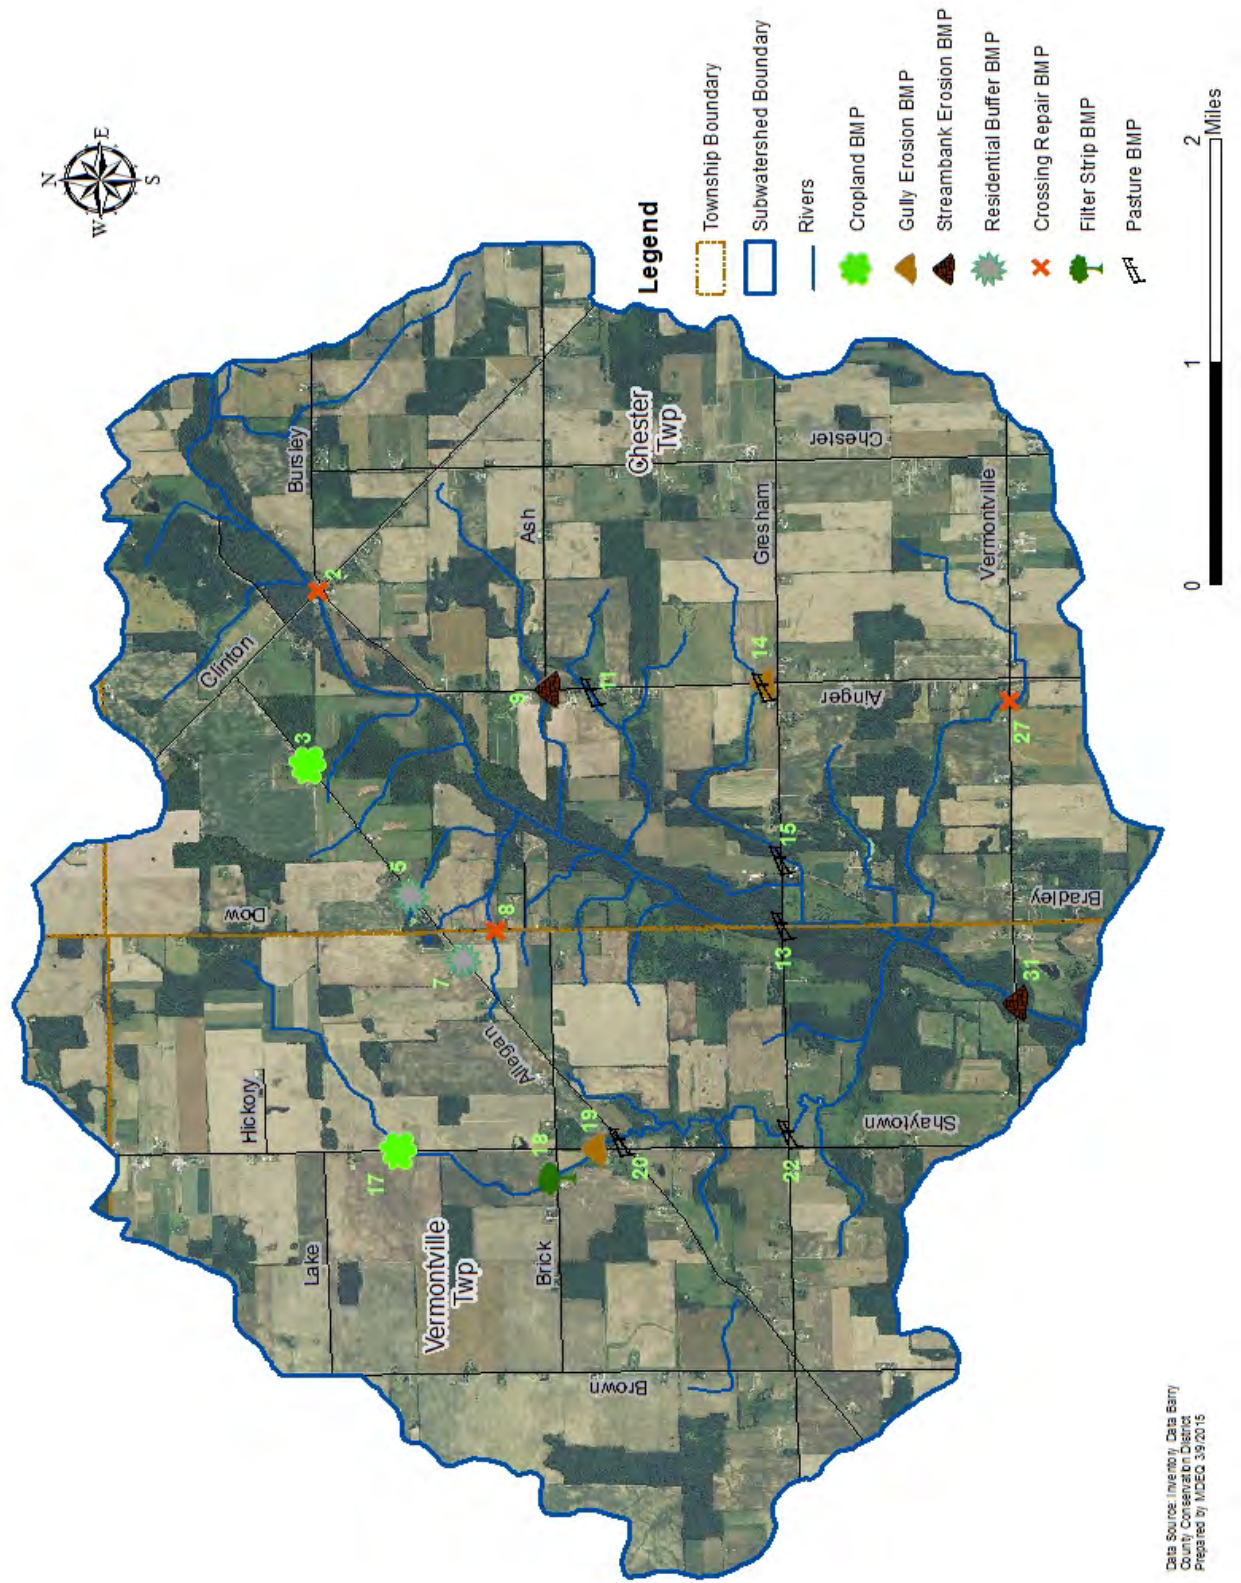 N
W
E
S
Legend
Township Boundary
Subwatershed Boundary
Rivers
Cropland BMP
Gully Erosion BMP
Streambank Erosion BMP
Residential Buffer BMP
Crossing Repair BMP
Filter Strip BMP
Pasture BMP
0
1
2
Miles
Clinton
Bursley
Dow
Hickory
Lake
Allegan
Ash
Chester
Twp
Vermontville
Twp
Brick
Brown
Gresham
Chester
Ainger
Vermontville
Bradley
Shaytown
2
3
5
7
8
9
11
13
14
15
17
18
19
20
22
27
31
Data Source: Inventory Data Barry
County Conservation District
Prepared by MDEQ 3/9/2015